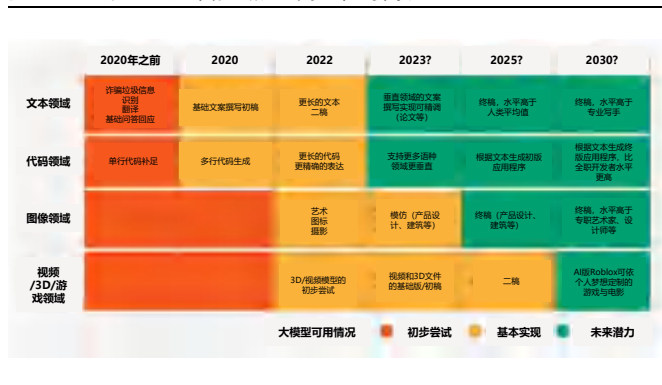 2020年之前 2020 2022 2023? 2025? 2030?
文本领域
诈骗垃圾信息
识别
翻译
基础问答回应
基础文案撰写初稿
更长的文本
二稿
垂直领域的文案
撰写实现可精调
（论文等）
终稿，水平高于
人类平均值
终稿，水平高于
专业写手
代码领域
单行代码补足
多行代码生成
更长的代码
更精确的表达
支持更多语种
领域更垂直
根据文本生成初版
应用程序
根据文本生成终
版应用程序，比
全职开发者水平
更高
图像领域
艺术
图标
摄影
模仿（产品设
计、建筑等）
终稿（产品设计、
建筑等）
终稿，水平高于
专职艺术家、设
计师等
视频
/3D/游
戏领域
3D/视频模型的
初步尝试
视频和3D文件
的基础版/初稿
二稿
AI版Roblox可依
个人梦想定制的
游戏与电影
大模型可用情况 初步尝试 基本实现 未来潜力